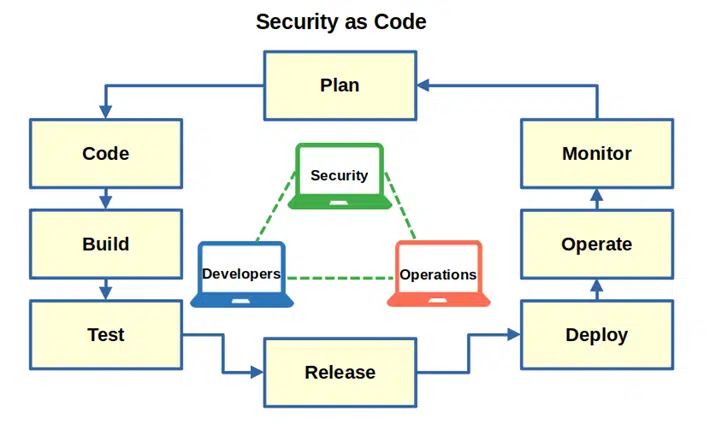 Security as Code
Plan
Code
Monitor
Security
Build
Operate
Developers
Operations
Test
Deploy
Release